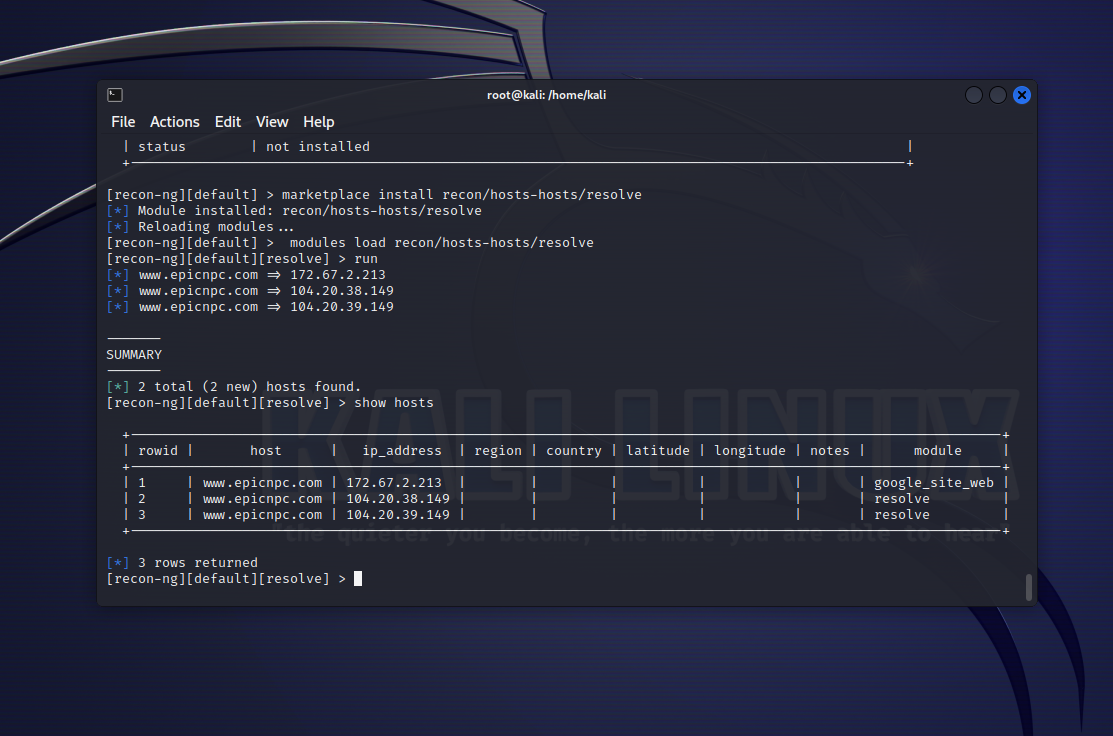 root@kali: /home/kali
File Actions Edit View Help
| status | not installed |
[recon-ng][default] > marketplace install recon/hosts-hosts/resolve
[*] Module installed: recon/hosts-hosts/resolve
[*] Reloading modules...
[recon-ng][default] >  modules load recon/hosts-hosts/resolve
[recon-ng][default][resolve] > run
[*] www.epicnpc.com => 172.67.2.213
[*] www.epicnpc.com => 104.20.38.149
[*] www.epicnpc.com => 104.20.39.149
SUMMARY
[*] 2 total (2 new) hosts found.
[recon-ng][default][resolve] > show hosts
| rowid | host | ip_address | region | country | latitude | longitude | notes | module |
| 1 | www.epicnpc.com | 172.67.2.213 | | | | | | google_site_web |
| 2 | www.epicnpc.com | 104.20.38.149 | | | | | | resolve |
| 3 | www.epicnpc.com | 104.20.39.149 | | | | | | resolve |
[*] 3 rows returned
[recon-ng][default][resolve] >
KALI LINUX
"the quieter you become, the more you are able to hear"